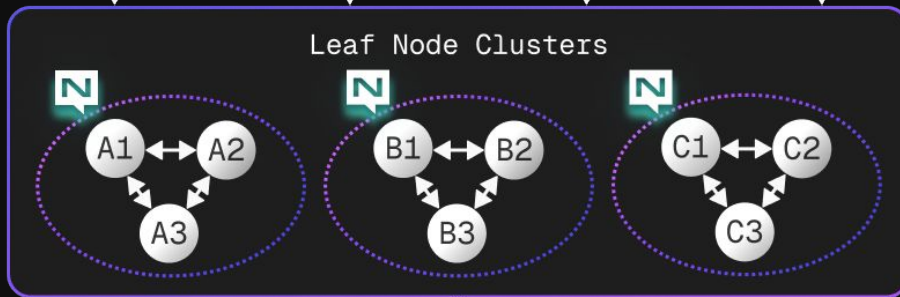 Leaf Node Clusters
N N N
A1 A2 B1 B2 C1 C2
A3 B3 C3